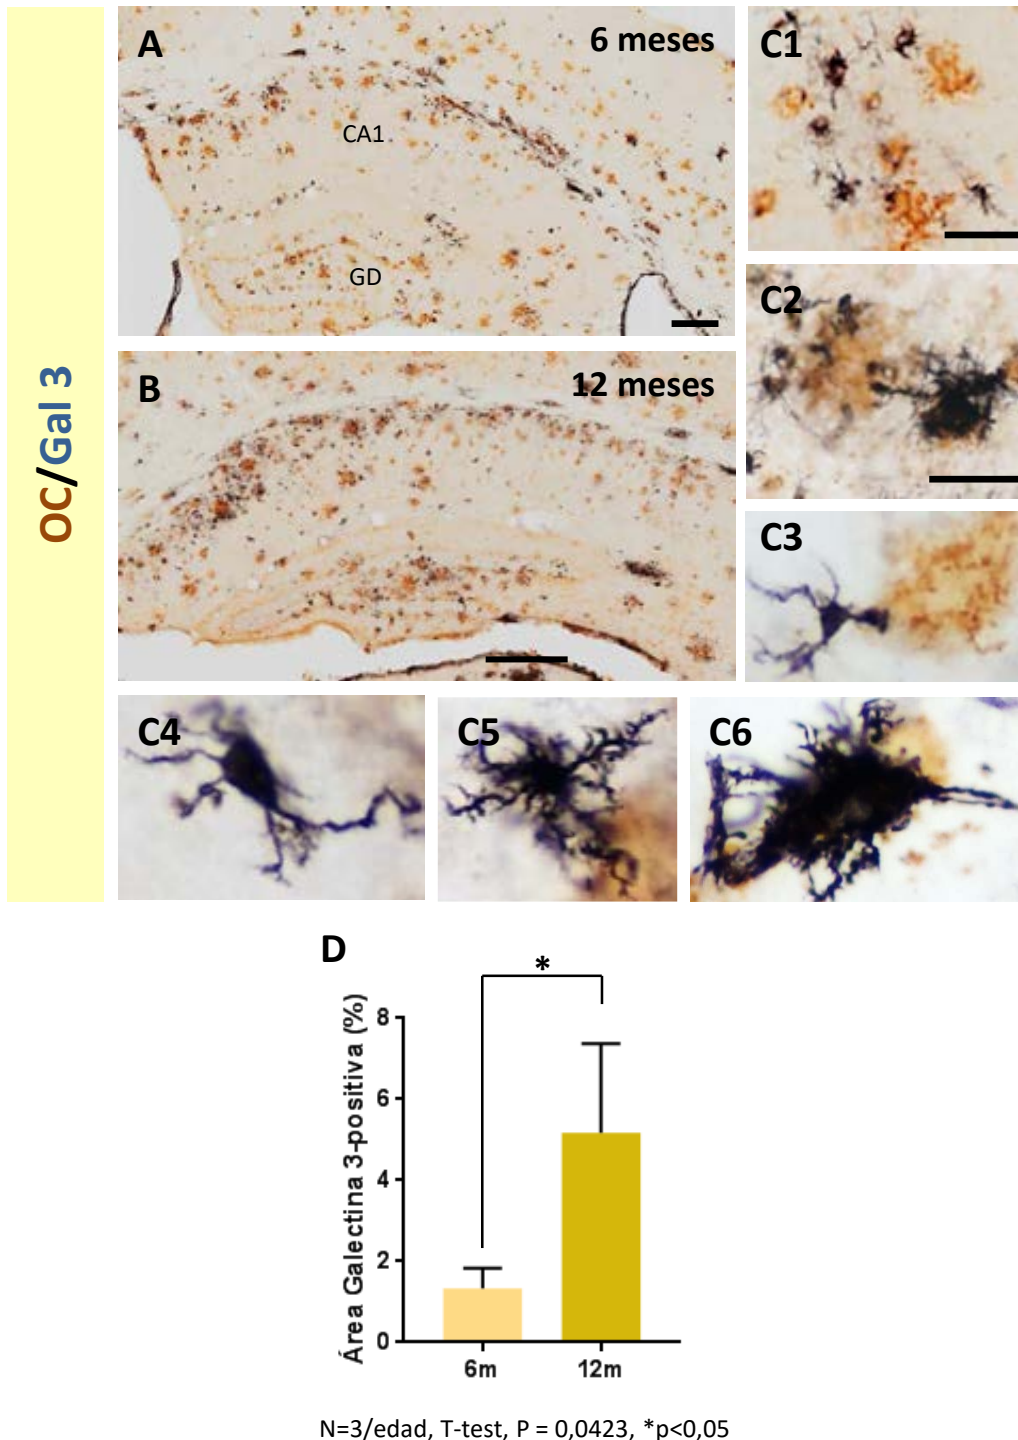 OC/Gal 3
A
6 meses
CA1
GD
B
12 meses
C1
C2
C3
C4
C5
C6
D
*
Área Galectina 3-positiva (%)
8
6
4
2
0
6m
12m
N=3/edad, T-test, P = 0,0423, *p<0,05